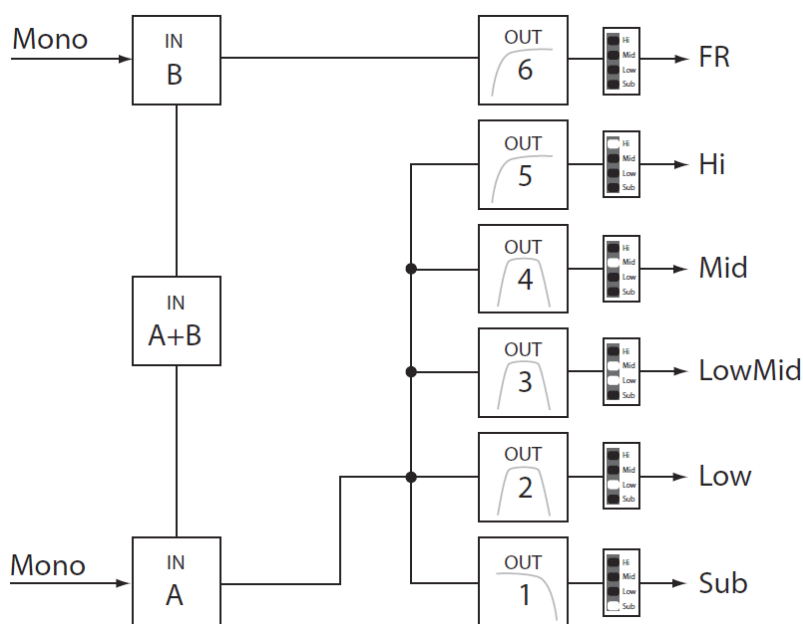 Mono
IN
B
OUT
6
Hi
Mid
Low
Sub
FR
OUT
5
Hi
Mid
Low
Sub
Hi
OUT
4
Hi
Mid
Low
Sub
Mid
IN
A+B
OUT
3
Hi
Mid
Low
Sub
LowMid
OUT
2
Hi
Mid
Low
Sub
Low
Mono
IN
A
OUT
1
Hi
Mid
Low
Sub
Sub